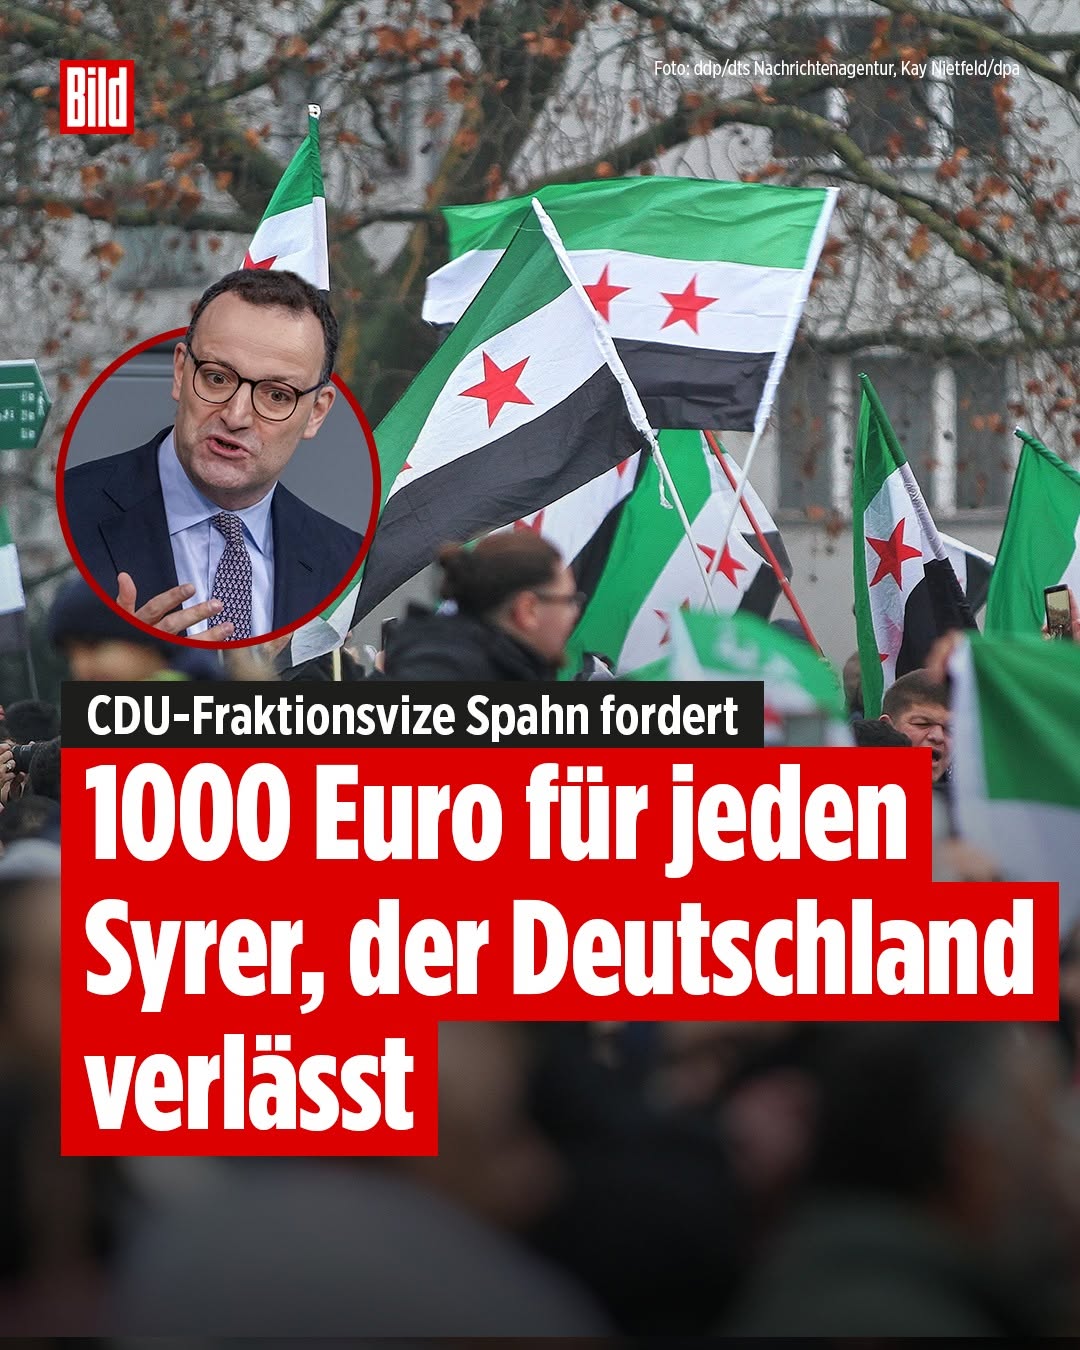 Bild
Foto: ddp/dts Nachrichtenagentur, Kay Nietfeld/dpa
CDU-Fraktionsvize Spahn fordert
1000 Euro für jeden
Syrer, der Deutschland
verlässt